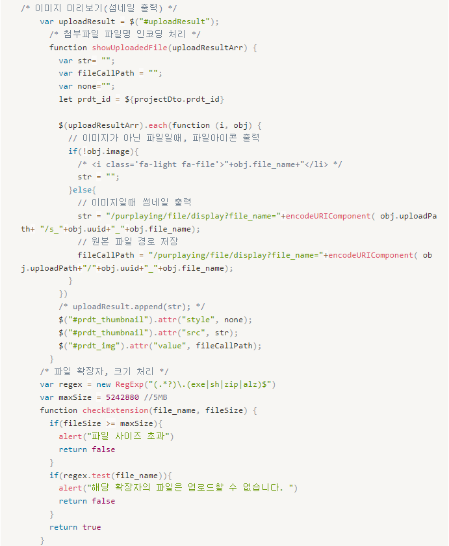 /* 이미지 미리보기(섬네일 출력) */
var uploadResult = $("#uploadResult");
/* 첨부파일 파일명 인코딩 처리 */
function showUploadedFile(uploadResultArr) {
var str= "";
var fileCallPath = "";
var none="";
let prdt_id = ${projectDto.prdt_id}
$(uploadResultArr).each(function (i, obj) {
// 이미지가 아닌 파일일때, 파일아이콘 출력
if(!obj.image){
/* <i class='fa-light fa-file'>"+obj.file_name+"</li> */
str = "";
}else{
// 이미지일때 썸네일 출력
str = "/purplaying/file/display?file_name="+encodeURIComponent( obj.uploadPa
th+ "/s_"+obj.uuid+"_"+obj.file_name);
// 원본 파일 경로 저장
fileCallPath = "/purplaying/file/display?file_name="+encodeURIComponent( ob
j.uploadPath+"/"+obj.uuid+"_"+obj.file_name);
}
})
/* uploadResult.append(str); */
$("#prdt_thumbnail").attr("style", none);
$("#prdt_thumbnail").attr("src", str);
$("#prdt_img").attr("value", fileCallPath);
}
/* 파일 확장자, 크기 처리 */
var regex = new RegExp("(.*?)\.(exe|sh|zip|alz)$")
var maxSize = 5242880 //5MB
function checkExtension(file_name, fileSize) {
if(fileSize >= maxSize){
alert("파일 사이즈 초과")
return false
}
if(regex.test(file_name)){
alert("해당 확장자의 파일은 업로드할 수 없습니다. ")
return false
}
return true
}